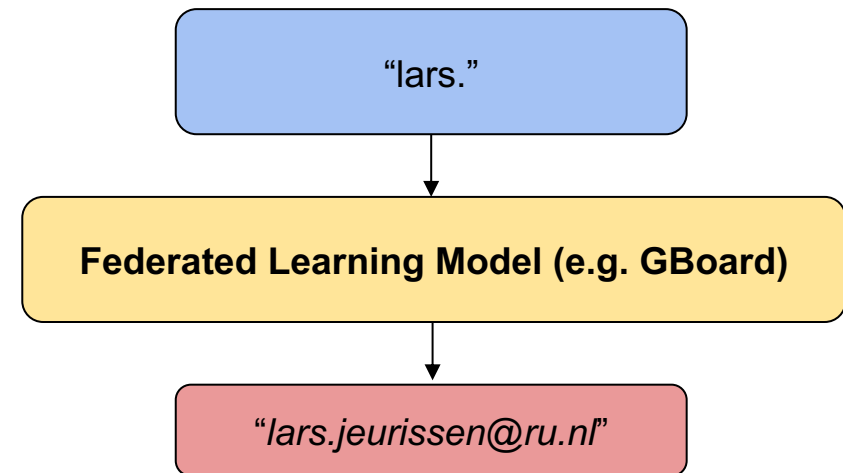 “lars.”
Federated Learning Model (e.g. GBoard)
“lars.jeurissen@ru.nl”